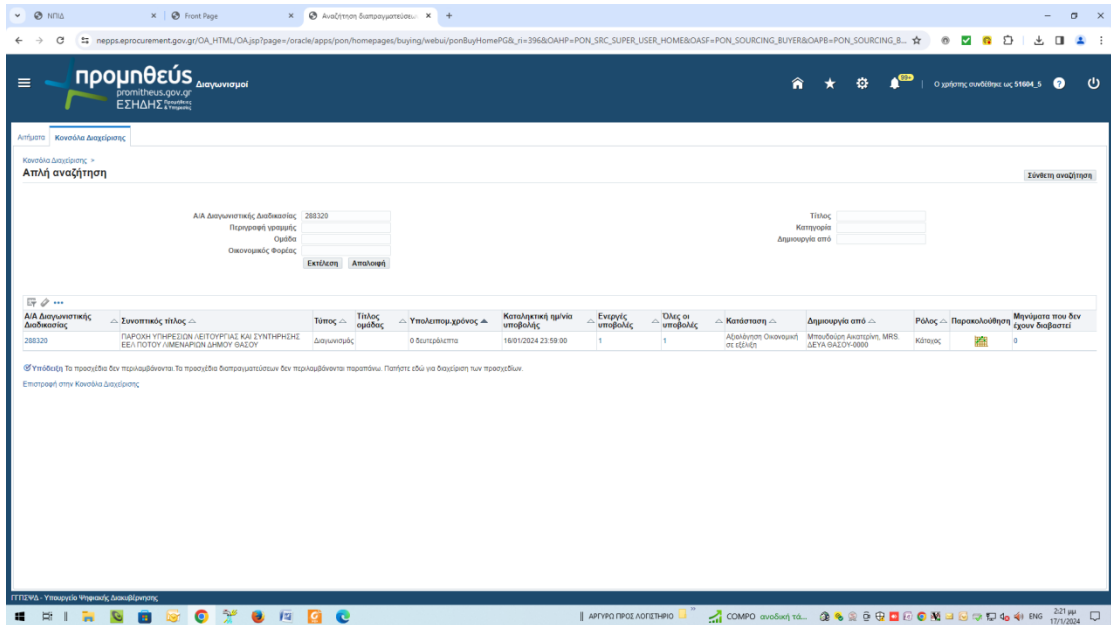 ΝΠΙΔ
Front Page
Αναζήτηση διαπραγματεύσεω
nepps.eprocurement.gov.gr/OA_HTML/OA.jsp?page=/oracle/apps/pon/homepages/buying/webui/ponBuyHomePG&_ri=396&OAHP=PON_SRC_SUPER_USER_HOME&OASF=PON_SOURCING_BUYER&OAPB=PON_SOURCING_B...
προμηθεύς Διαγωνισμοί
promitheus.gov.gr
ΕΣΗΔΗΣ Προμήθειες & Υπηρεσίες
99+
Ο χρήστης συνδέθηκε ως 51604_5
Αιτήματα Κονσόλα Διαχείρισης
Κονσόλα Διαχείρισης >
Απλή αναζήτηση
Σύνθετη αναζήτηση
Α/Α Διαγωνιστικής Διαδικασίας 288320 Τίτλος
Περιγραφή γραμμής Κατηγορία
Ομάδα Δημιουργία από
Οικονομικός Φορέας
Εκτέλεση Απαλοιφή
Α/Α Διαγωνιστικής Διαδικασίας Συνοπτικός τίτλος Τύπος Τίτλος ομάδας Υπολειπομ.χρόνος Καταληκτική ημ/νία υποβολής Ενεργές υποβολές Όλες οι υποβολές Κατάσταση Δημιουργία από Ρόλος Παρακολούθηση Μηνύματα που δεν έχουν διαβαστεί
288320 ΠΑΡΟΧΗ ΥΠΗΡΕΣΙΩΝ ΛΕΙΤΟΥΡΓΙΑΣ ΚΑΙ ΣΥΝΤΗΡΗΣΗΣ ΕΕΛ ΠΟΤΟΥ ΛΙΜΕΝΑΡΙΩΝ ΔΗΜΟΥ ΘΑΣΟΥ Διαγωνισμός 0 δευτερόλεπτα 16/01/2024 23:59:00 1 1 Αξιολόγηση Οικονομική σε εξέλιξη Μπουδούρη Αικατερίνη, MRS. ΔΕΥΑ ΘΑΣΟΥ-0000 Κάτοχος 0
Υπόδειξη Τα προσχέδια δεν περιλαμβάνονται Τα προσχέδια διαπραγματεύσεων δεν περιλαμβάνονται παραπάνω. Πατήστε εδώ για διαχείριση των προσχεδίων.
Επιστροφή στην Κονσόλα Διαχείρισης
ΓΓΠΣΨΔ - Υπουργείο Ψηφιακής Διακυβέρνησης
ΑΡΓΥΡΟ ΠΡΟΣ ΛΟΓΙΣΤΗΡΙΟ
COMPO ανοδική τά...
ENG
2:21 μμ
17/1/2024